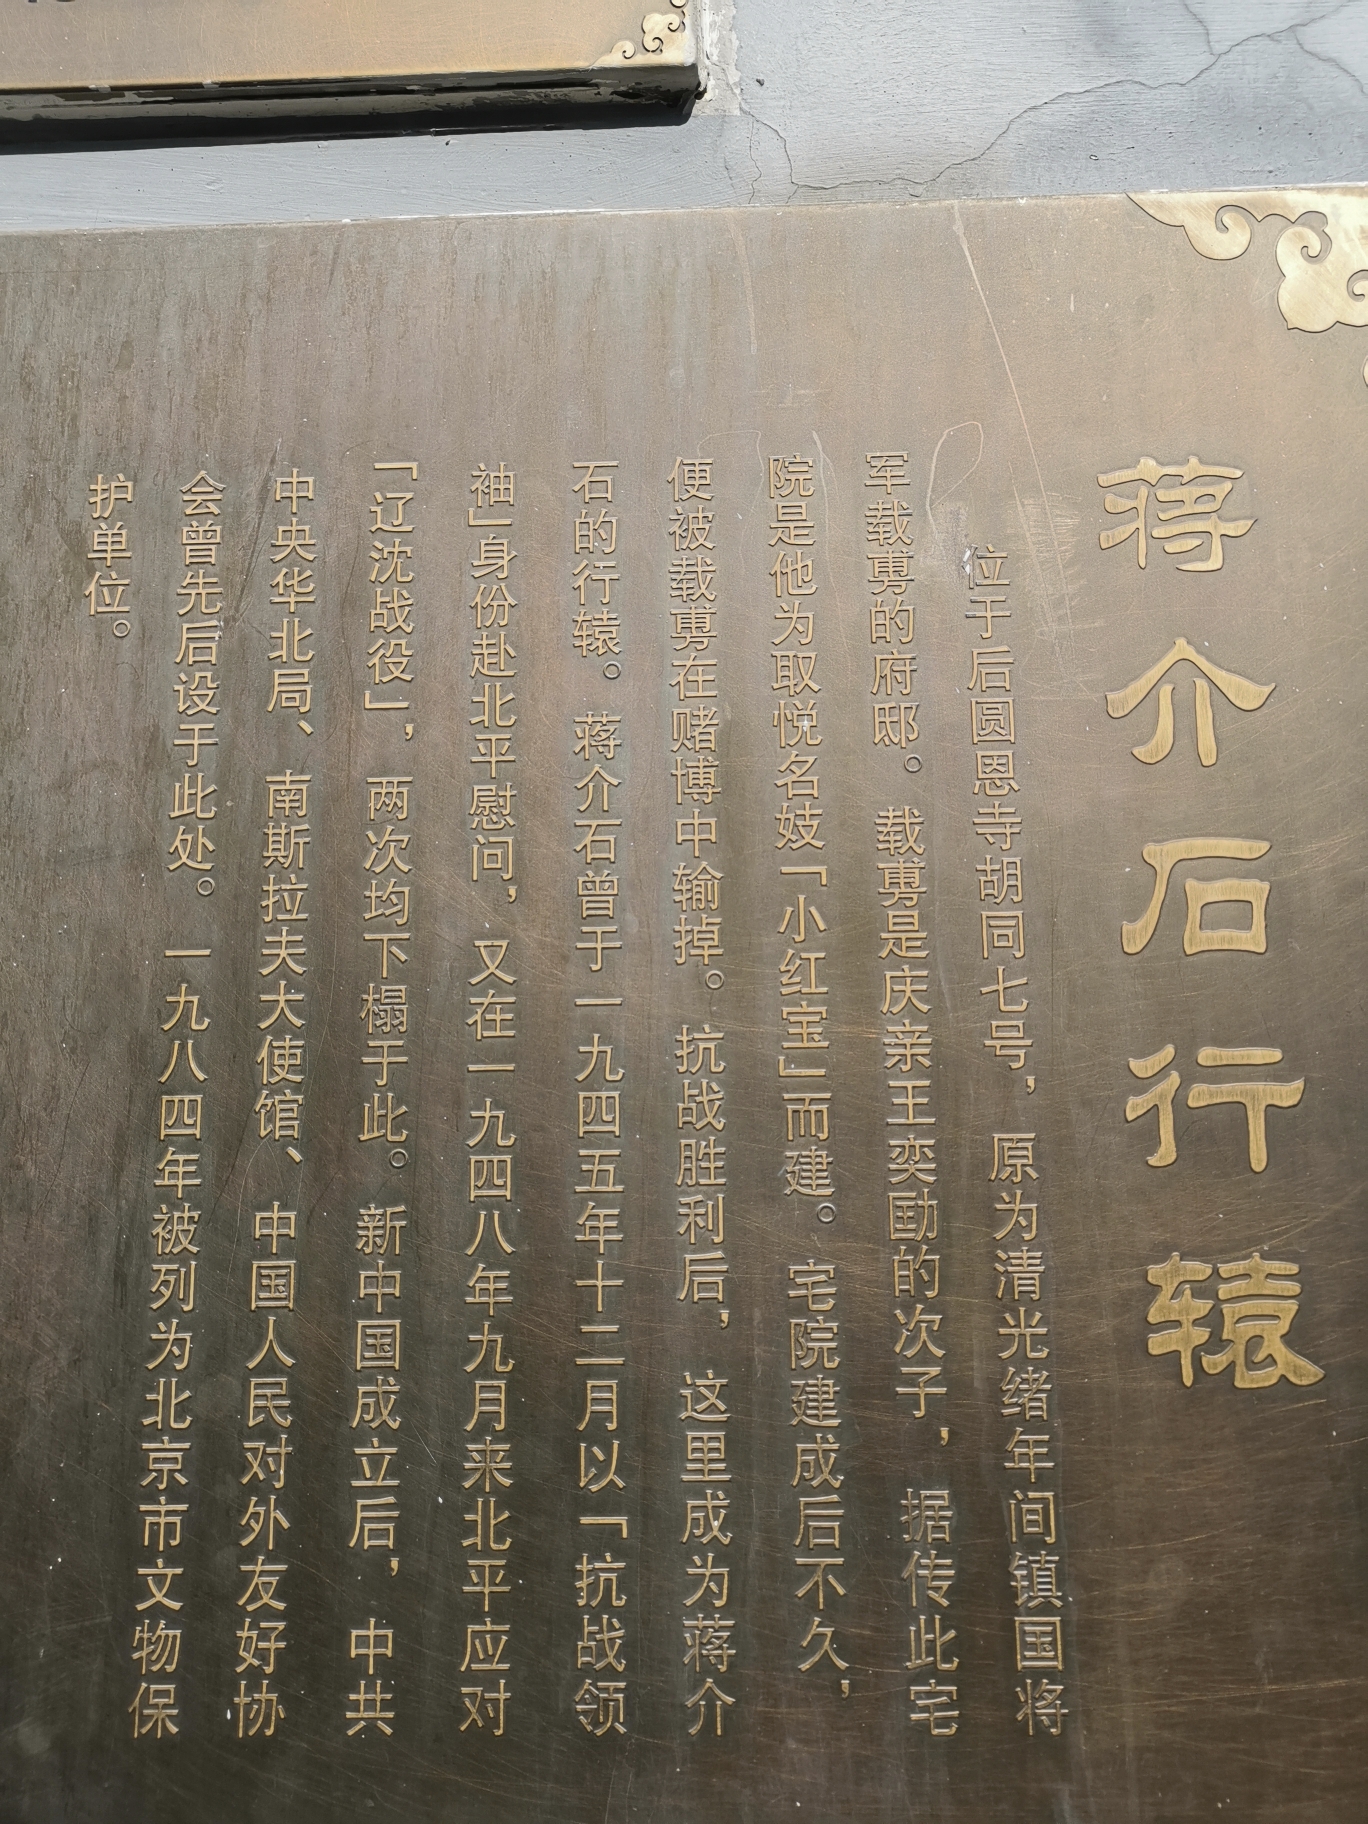 蒋介石行辕
位于后圆恩寺胡同七号，原为清光绪年间镇国将
军载旉的府邸。载旉是庆亲王奕劻的次子，据传此宅
院是他为取悦名妓「小红宝」而建。宅院建成后不久，
便被载旉在赌博中输掉。抗战胜利后，这里成为蒋介
石的行辕。蒋介石曾于一九四五年十二月以「抗战领
袖」身份赴北平慰问，又在一九四八年九月来北平应对
「辽沈战役」，两次均下榻于此。新中国成立后，中共
中央华北局、南斯拉夫大使馆、中国人民对外友好协
会曾先后设于此处。一九八四年被列为北京市文物保
护单位。